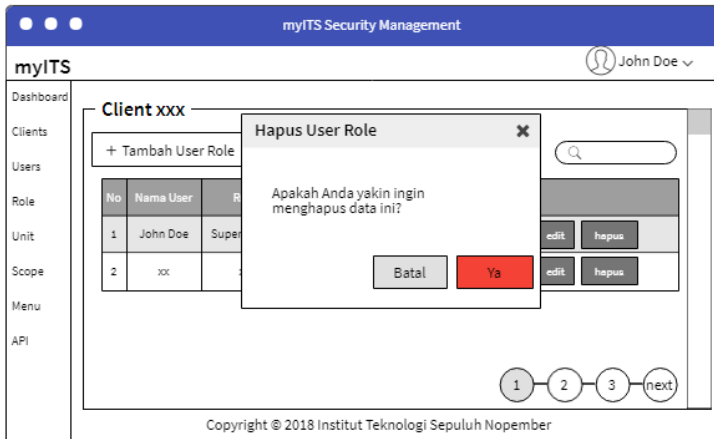 myITS Security Management
myITS
John Doe
Dashboard
Clients
Users
Role
Unit
Scope
Menu
API
Client xxx
+ Tambah User Role
No Nama User
1 John Doe Super edit hapus
2 xx edit hapus
Hapus User Role
Apakah Anda yakin ingin
menghapus data ini?
Batal Ya
1 2 3 next
Copyright © 2018 Institut Teknologi Sepuluh Nopember